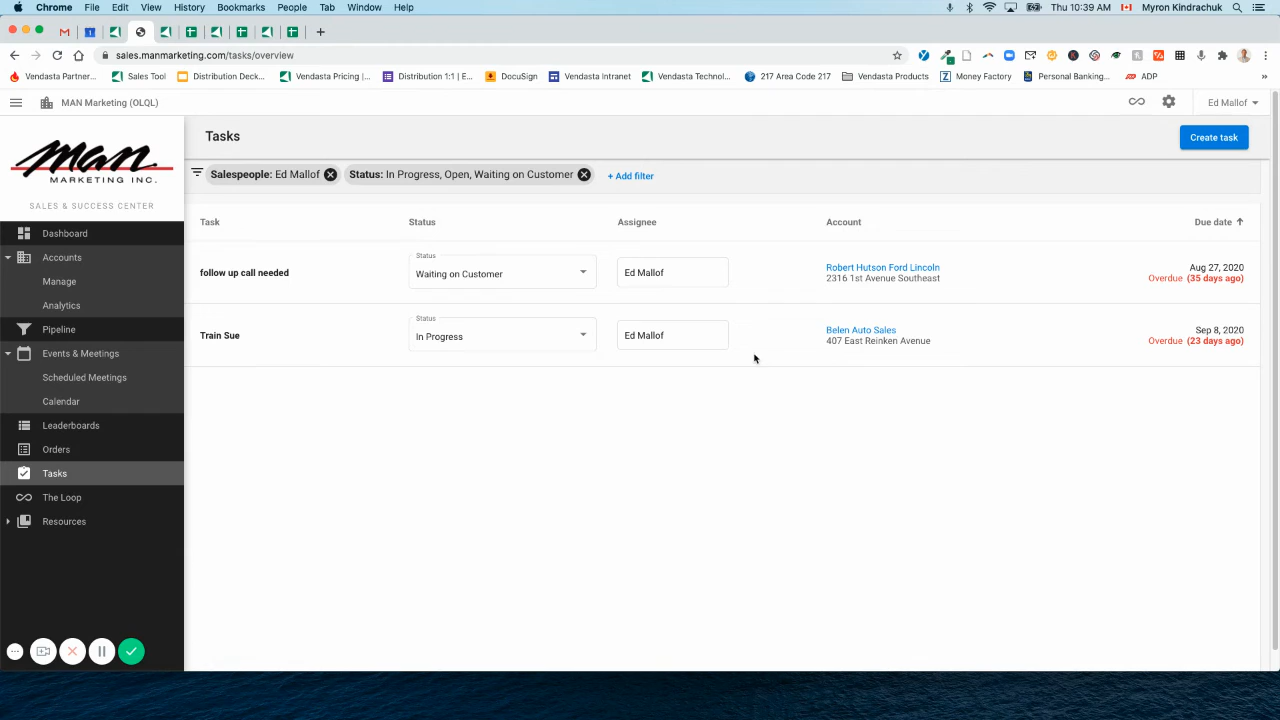 Chrome File Edit View History Bookmarks People Tab Window Help
Thu 10:39 AM Myron Kindrachuk
sales.manmarketing.com/tasks/overview
Vendasta Partner... Sales Tool Distribution Deck... Vendasta Pricing |... Distribution 1:1 | E... DocuSign Vendasta Intranet Vendasta Technol... 217 Area Code 217 Vendasta Products Money Factory Personal Banking... ADP »
MAN Marketing (OLQL)
Ed Mallof
man
MARKETING INC.
SALES & SUCCESS CENTER
Dashboard
Accounts
Manage
Analytics
Pipeline
Events & Meetings
Scheduled Meetings
Calendar
Leaderboards
Orders
Tasks
The Loop
Resources
Tasks
Create task
Salespeople: Ed Mallof
Status: In Progress, Open, Waiting on Customer
+ Add filter
Task Status Assignee Account Due date
follow up call needed
Status
Waiting on Customer
Ed Mallof
Robert Hutson Ford Lincoln
2316 1st Avenue Southeast
Aug 27, 2020
Overdue (35 days ago)
Train Sue
Status
In Progress
Ed Mallof
Belen Auto Sales
407 East Reinken Avenue
Sep 8, 2020
Overdue (23 days ago)